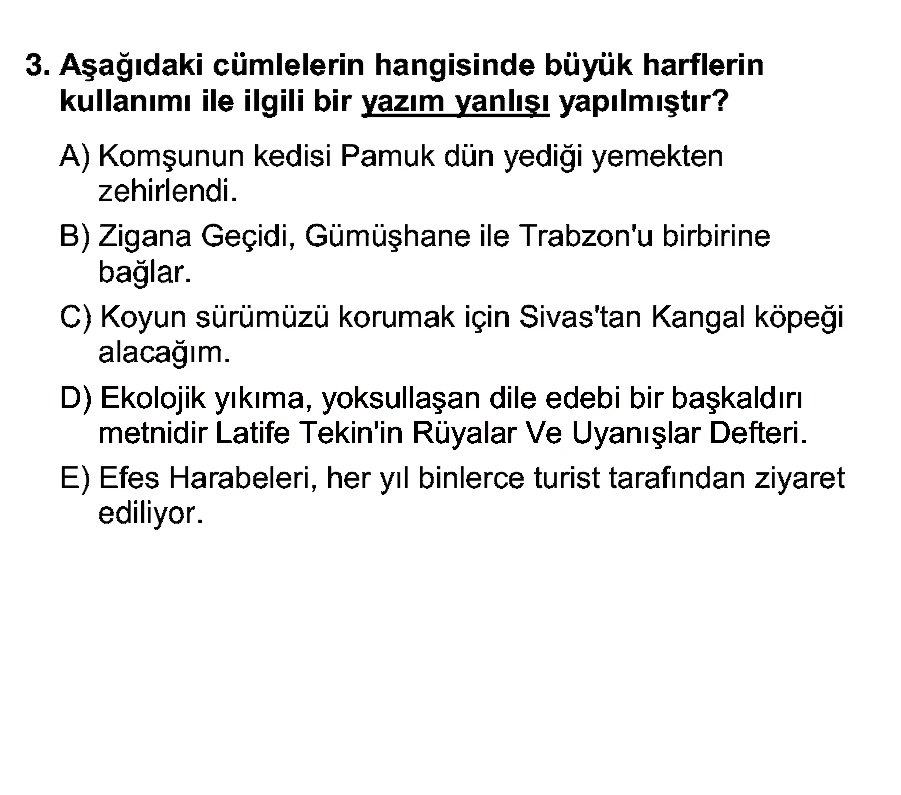 3. Aşağıdaki cümlelerin hangisinde büyük harflerin
kullanımı ile ilgili bir yazım yanlışı yapılmıştır?
A) Komşunun kedisi Pamuk dün yediği yemekten
zehirlendi.
B) Zigana Geçidi, Gümüşhane ile Trabzon'u birbirine
bağlar.
C) Koyun sürümüzü korumak için Sivas'tan Kangal köpeği
alacağım.
D) Ekolojik yıkıma, yoksullaşan dile edebi bir başkaldırı
metnidir Latife Tekin'in Rüyalar Ve Uyanışlar Defteri.
E) Efes Harabeleri, her yıl binlerce turist tarafından ziyaret
ediliyor.